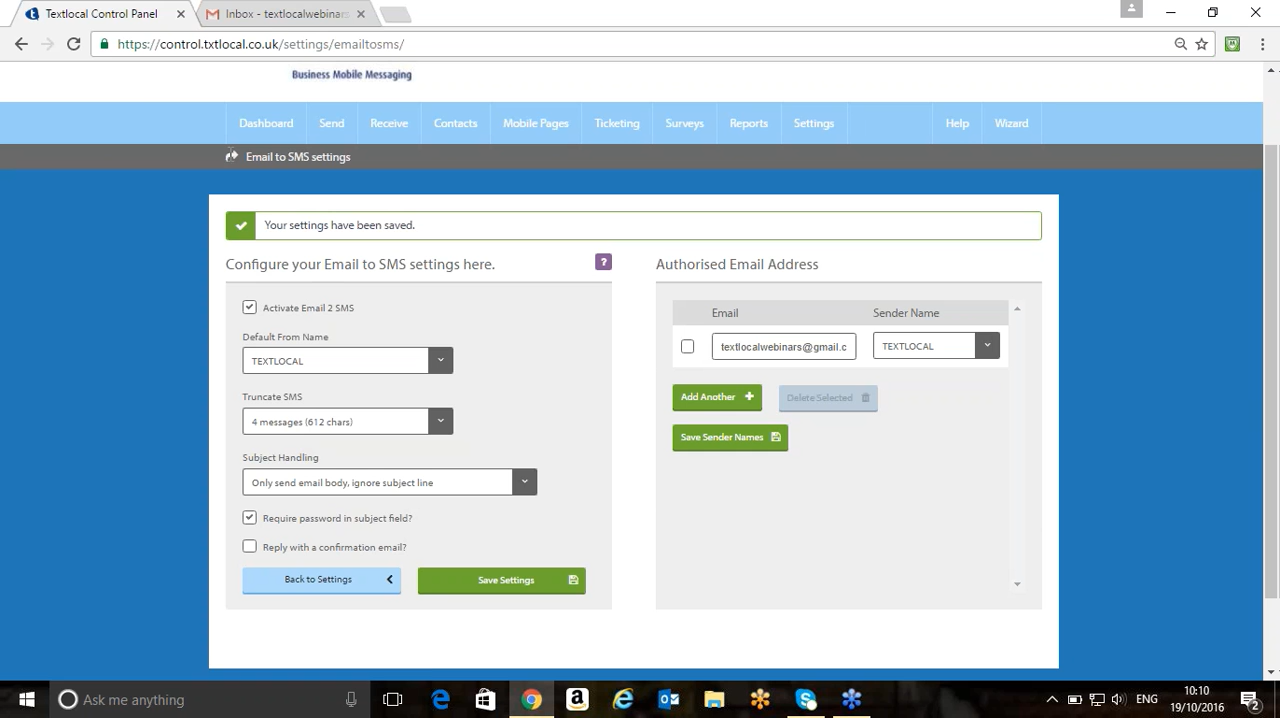 Textlocal Control Panel
Inbox - textlocalwebinars
https://control.txtlocal.co.uk/settings/emailtosms/
Business Mobile Messaging
Dashboard Send Receive Contacts Mobile Pages Ticketing Surveys Reports Settings Help Wizard
Email to SMS settings
Your settings have been saved.
Configure your Email to SMS settings here. ?
Activate Email 2 SMS
Default From Name
TEXTLOCAL
Truncate SMS
4 messages (612 chars)
Subject Handling
Only send email body, ignore subject line
Require password in subject field?
Reply with a confirmation email?
Back to Settings
Save Settings
Authorised Email Address
Email Sender Name
textlocalwebinars@gmail.c TEXTLOCAL
Add Another Delete Selected
Save Sender Names
Ask me anything
ENG
10:10
19/10/2016
2